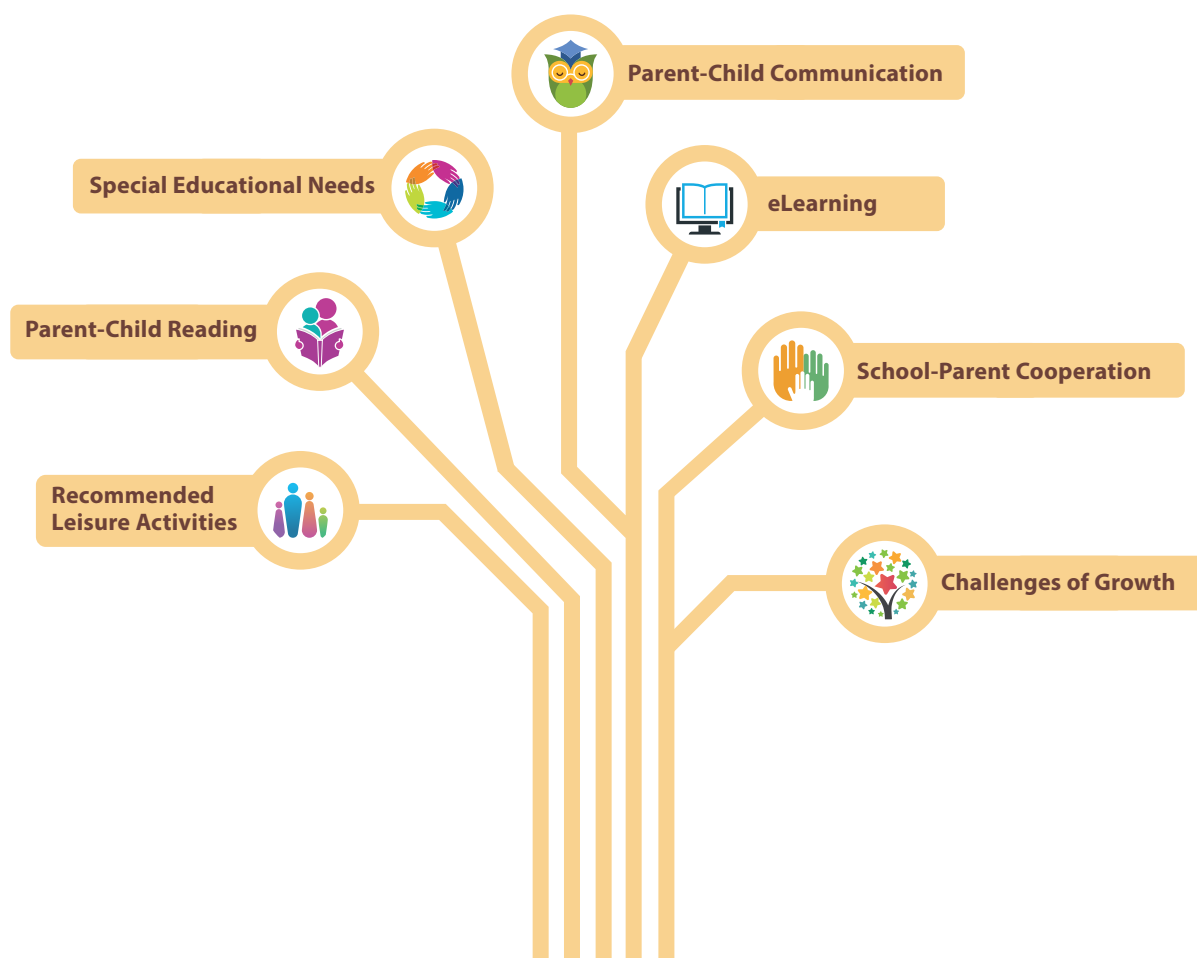 Parent-Child Communication
Special Educational Needs
eLearning
Parent-Child Reading
School-Parent Cooperation
Recommended
Leisure Activities
Challenges of Growth